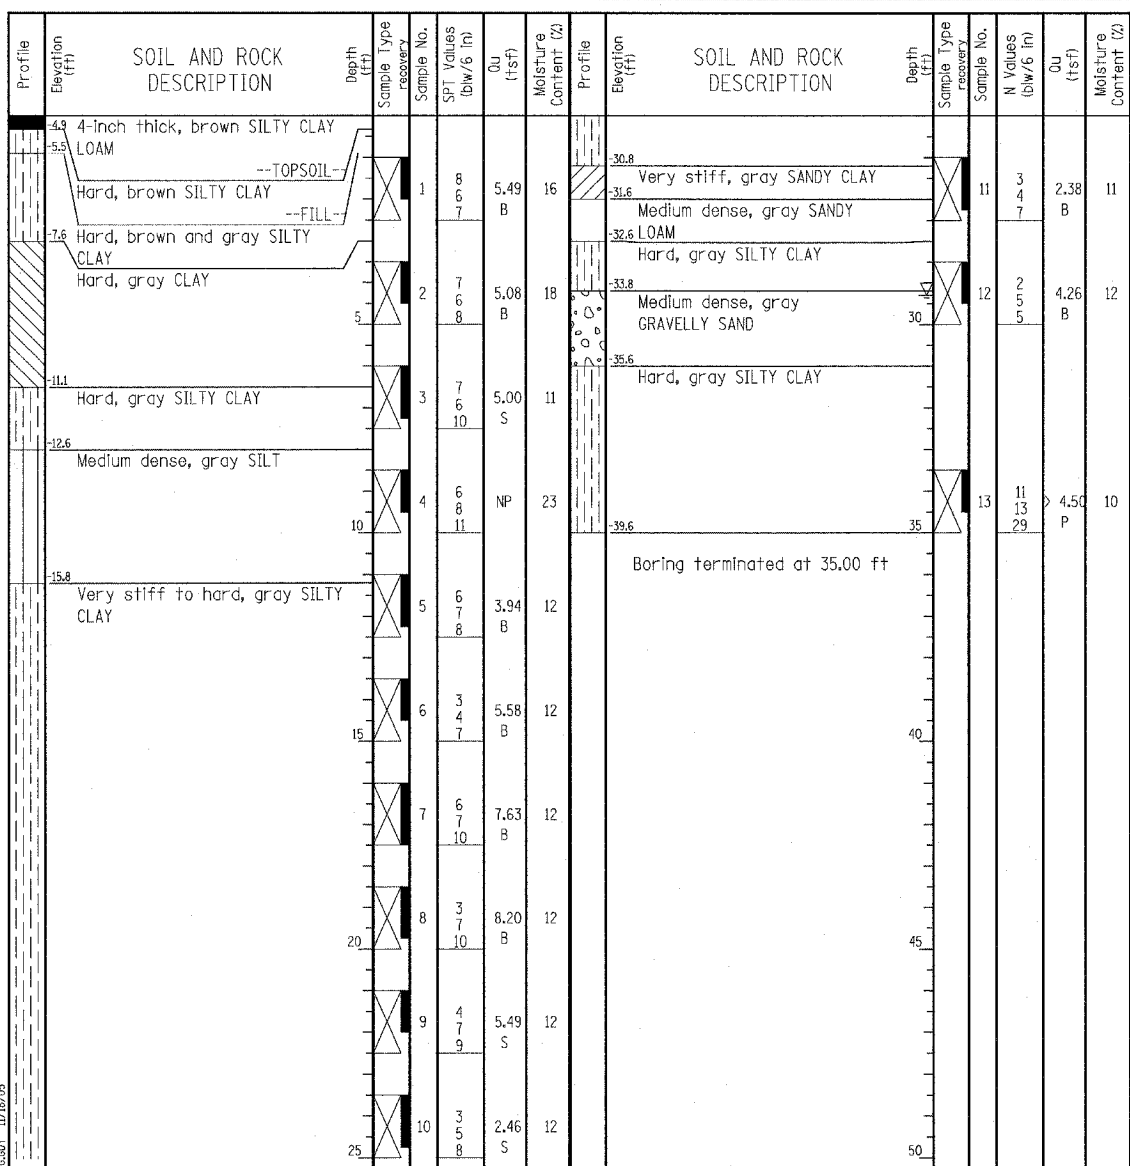 Profile
Elevation
(ft)
SOIL AND ROCK
DESCRIPTION
Depth
(ft)
Sample Type
recovery
Sample No.
SPT Values
(blw/6 in)
Qu
(tsf)
Moisture
Content (%)
-4.9 4-inch thick, brown SILTY CLAY
LOAM
-5.5
--TOPSOIL--
Hard, brown SILTY CLAY
--FILL--
1
8
6
7
5.49
B
16
-7.6 Hard, brown and gray SILTY
CLAY
Hard, gray CLAY
2
7
6
8
5.08
B
18
5
-11.1
Hard, gray SILTY CLAY
3
7
6
10
5.00
S
11
-12.6
Medium dense, gray SILT
4
6
8
11
NP
23
10
-15.8
Very stiff to hard, gray SILTY
CLAY
5
6
7
8
3.94
B
12
6
3
4
7
5.58
B
12
15
7
6
7
10
7.63
B
12
8
3
7
10
8.20
B
12
20
9
4
7
9
5.49
S
12
10
3
5
8
2.46
S
12
25
Profile
Elevation
(ft)
SOIL AND ROCK
DESCRIPTION
Depth
(ft)
Sample Type
recovery
Sample No.
N Values
(blw/6 in)
Qu
(tsf)
Moisture
Content (%)
-30.8
Very stiff, gray SANDY CLAY
-31.6
Medium dense, gray SANDY
LOAM
11
3
4
7
2.38
B
11
-32.6
Hard, gray SILTY CLAY
-33.8
Medium dense, gray
GRAVELLY SAND
12
2
5
5
4.26
B
12
30
-35.6
Hard, gray SILTY CLAY
13
11
13
29
> 4.50
P
10
-39.6
35
Boring terminated at 35.00 ft
40
45
50